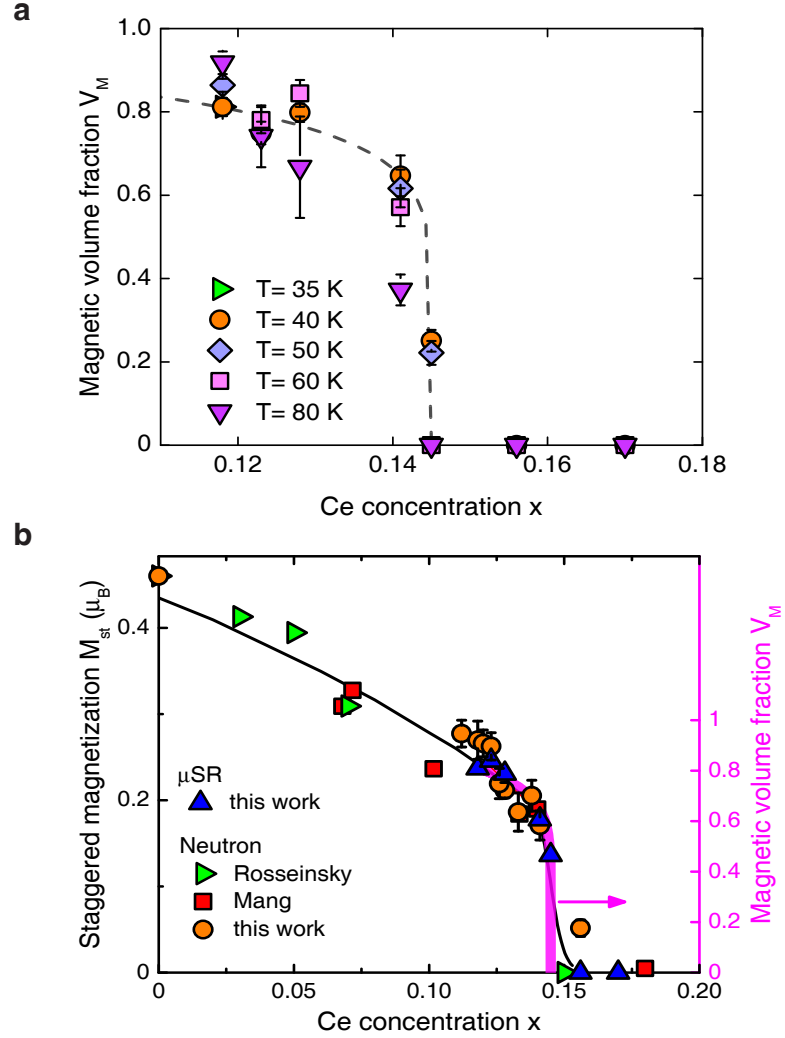 a
1.0
0.8
0.6
0.4
0.2
0
Magnetic volume fraction V_M
T= 35 K
T= 40 K
T= 50 K
T= 60 K
T= 80 K
0.12 0.14 0.16 0.18
Ce concentration x
b
Staggered magnetization M_st (μ_B)
0.4
0.2
0
μSR
this work
Neutron
Rosseinsky
Mang
this work
1
0.8
0.6
0.4
0.2
0
Magnetic volume fraction V_M
0 0.05 0.10 0.15 0.20
Ce concentration x